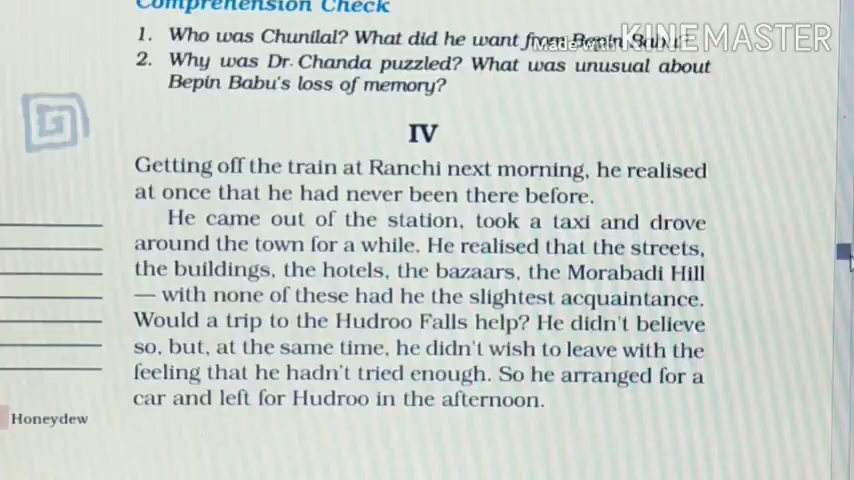 Comprehension Check
1. Who was Chunilal? What did he want from Bepin Babu?
Made with KINEMASTER
2. Why was Dr. Chanda puzzled? What was unusual about
Bepin Babu's loss of memory?
IV
Getting off the train at Ranchi next morning, he realised
at once that he had never been there before.
He came out of the station, took a taxi and drove
around the town for a while. He realised that the streets,
the buildings, the hotels, the bazaars, the Morabadi Hill
— with none of these had he the slightest acquaintance.
Would a trip to the Hudroo Falls help? He didn't believe
so, but, at the same time, he didn't wish to leave with the
feeling that he hadn't tried enough. So he arranged for a
car and left for Hudroo in the afternoon.
Honeydew